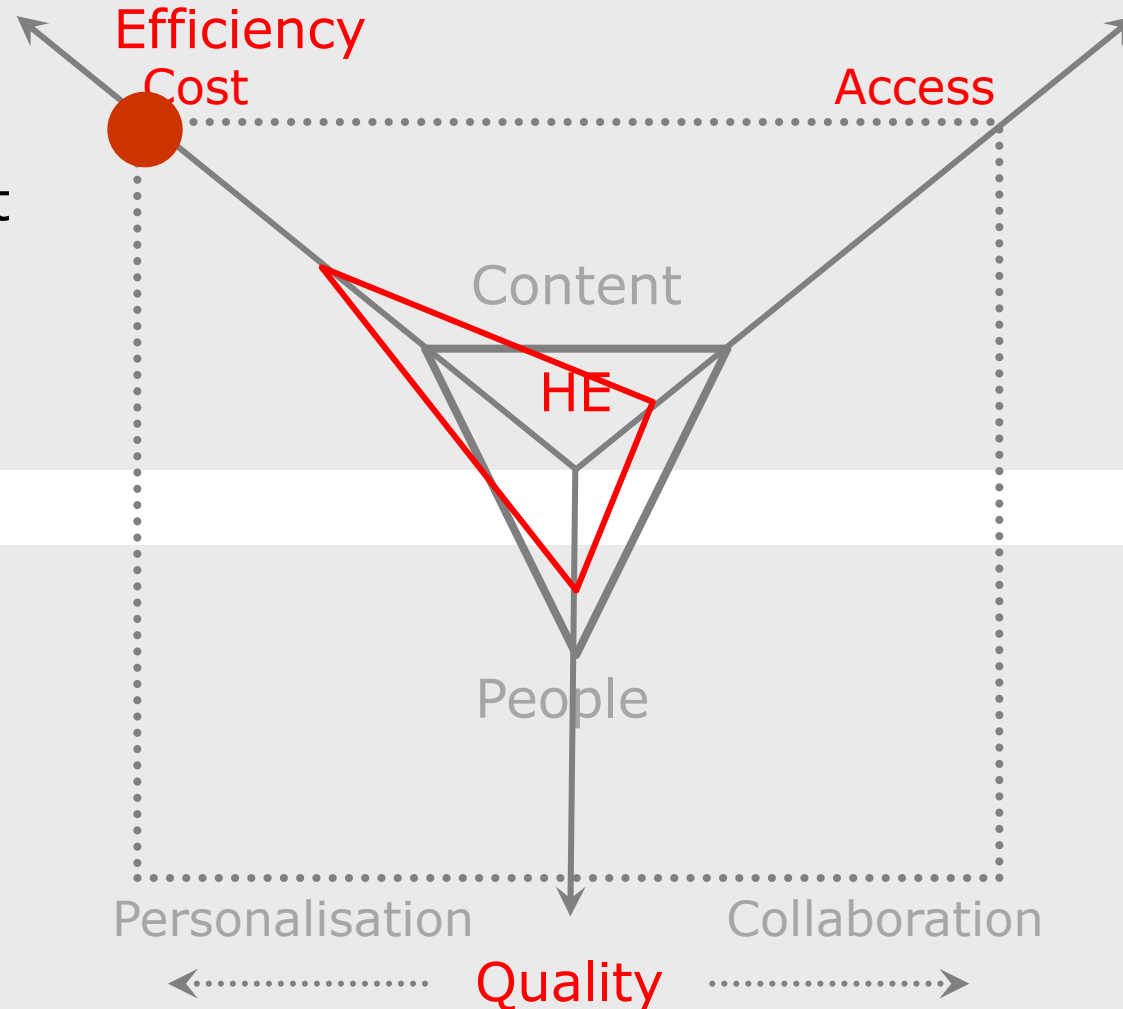 Efficiency
Cost
Access
t
Content
HE
People
Personalisation
Collaboration
Quality